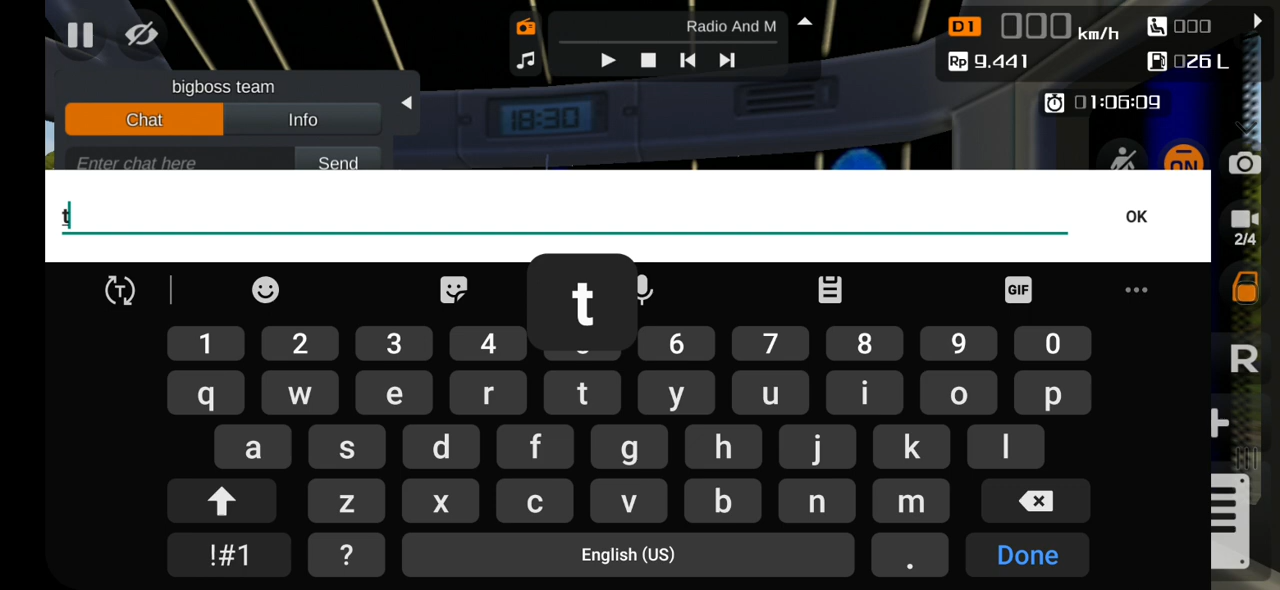 Radio And M
D1 000 km/h 000
Rp 9.441 026 L
bigboss team
Chat Info
18:30
01:06:09
Enter chat here Send
ON
t OK
2/4
t
GIF
1 2 3 4 6 7 8 9 0
R
q w e r t y u i o p
a s d f g h j k l
z x c v b n m
!#1 ? English (US) . Done